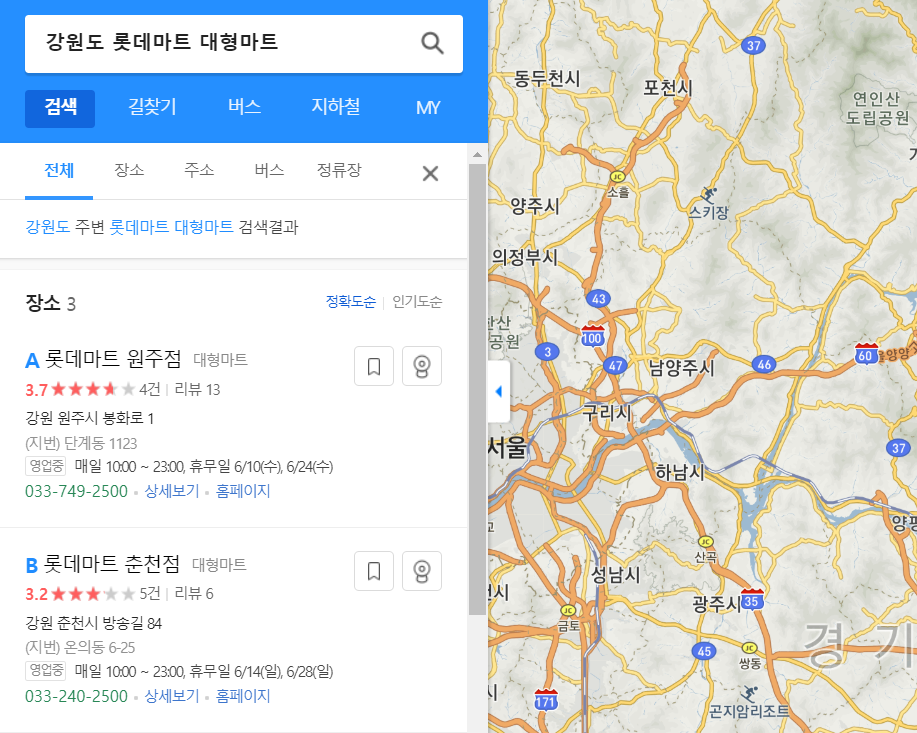 강원도 롯데마트 대형마트
검색 길찾기 버스 지하철 MY
전체 장소 주소 버스 정류장
강원도 주변 롯데마트 대형마트 검색결과
장소 3 정확도순 인기도순
A 롯데마트 원주점 대형마트
3.7 4건 리뷰 13
강원 원주시 봉화로 1
(지번) 단계동 1123
영업중 매일 10:00 ~ 23:00, 휴무일 6/10(수), 6/24(수)
033-749-2500 상세보기 홈페이지
B 롯데마트 춘천점 대형마트
3.2 5건 리뷰 6
강원 춘천시 방송길 84
(지번) 온의동 6-25
영업중 매일 10:00 ~ 23:00, 휴무일 6/14(일), 6/28(일)
033-240-2500 상세보기 홈페이지
37
동두천시
포천시
연인산
도립공원
JC
소흘
양주시
스키장
의정부시
43
한산
공원
100
3
47
남양주시
46
60
구리시
서울
37
하남시
양평
JC
산곡
성남시
광주시
35
JC
금토
45
JC
쌍동
경 기
171
곤지암리조트